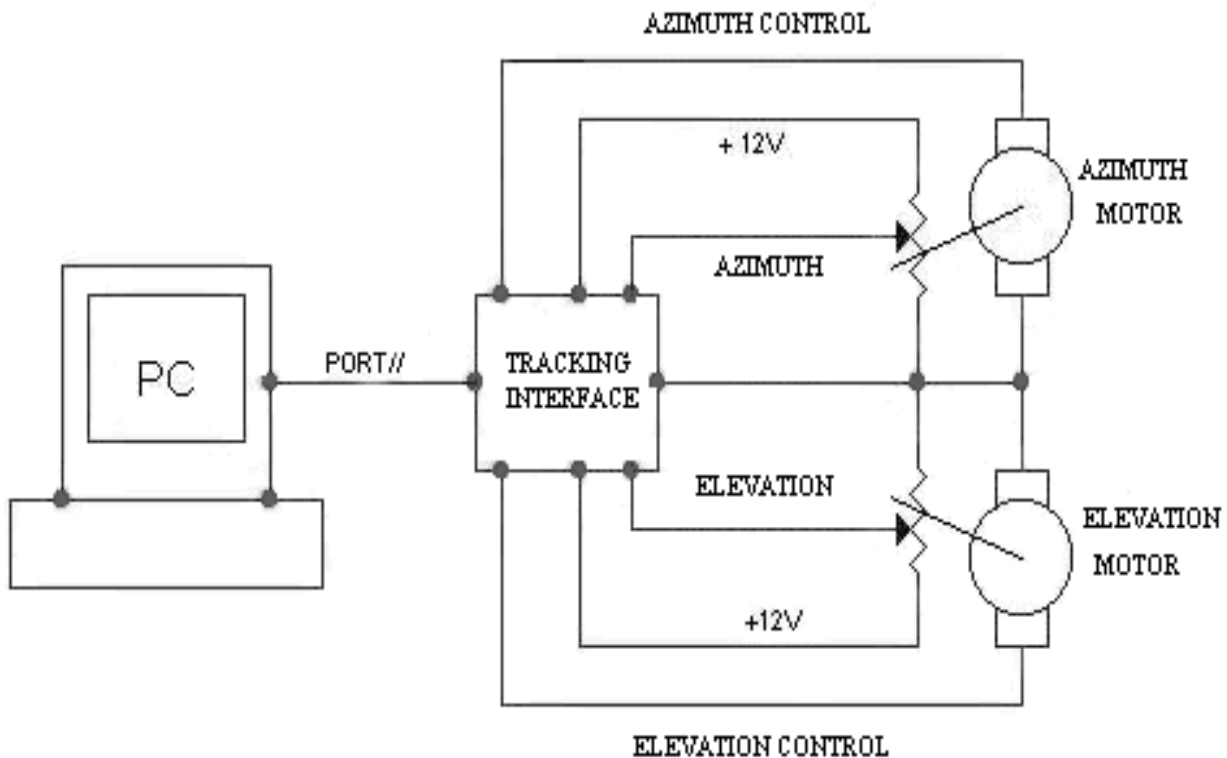 AZIMUTH CONTROL
+ 12V
AZIMUTH
MOTOR
AZIMUTH
PC
PORT//
TRACKING
INTERFACE
ELEVATION
ELEVATION
MOTOR
+12V
ELEVATION CONTROL